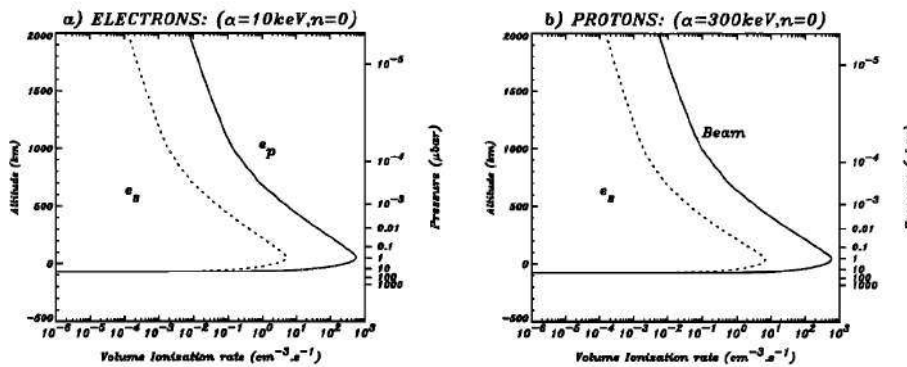 a) ELECTRONS: (α=10keV,n=0)
2000
1500
1000
500
0
-500
Altitude (km)
e_p
e_s
10^-5
10^-4
10^-3
0.01
0.1
1
10
100
1000
Pressure (μbar)
10^-6 10^-5 10^-4 10^-3 10^-2 10^-1 10^0 10^1 10^2 10^3
Volume Ionization rate (cm^-3.s^-1)
b) PROTONS: (α=300keV,n=0)
2000
1500
1000
500
0
-500
Altitude (km)
Beam
e_s
10^-5
10^-4
10^-3
0.01
0.1
1
10
100
1000
10^-6 10^-5 10^-4 10^-3 10^-2 10^-1 10^0 10^1 10^2 10^3
Volume Ionization rate (cm^-3.s^-1)